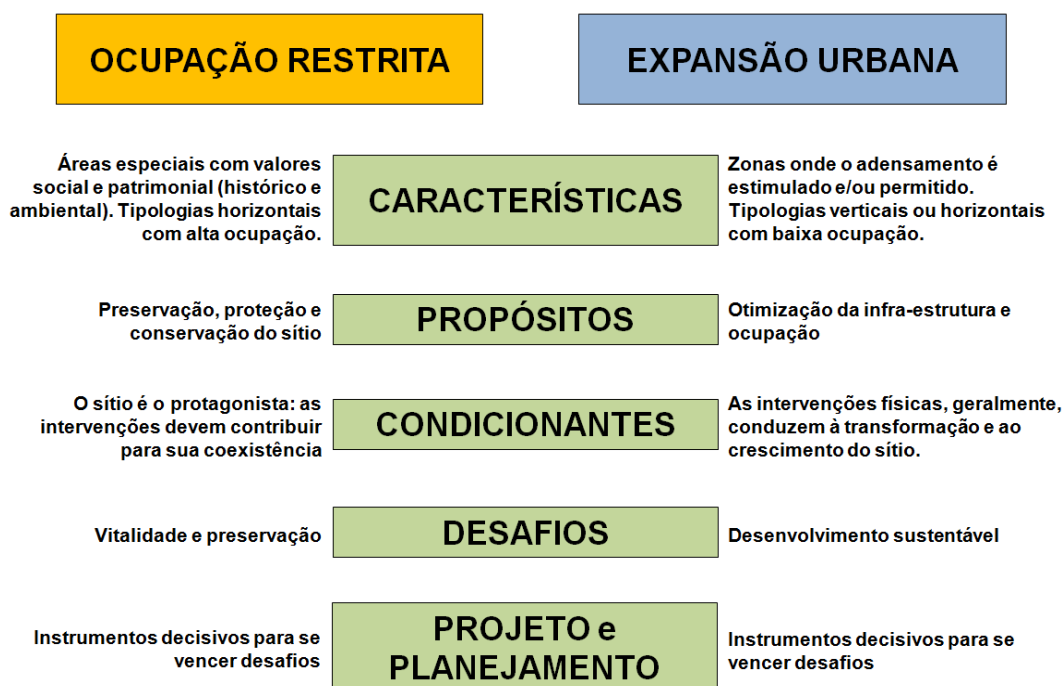 OCUPAÇÃO RESTRITA
EXPANSÃO URBANA
Áreas especiais com valores
social e patrimonial (histórico e
ambiental). Tipologias horizontais
com alta ocupação.
CARACTERÍSTICAS
Zonas onde o adensamento é
estimulado e/ou permitido.
Tipologias verticais ou horizontais
com baixa ocupação.
Preservação, proteção e
conservação do sítio
PROPÓSITOS
Otimização da infra-estrutura e
ocupação
O sítio é o protagonista: as
intervenções devem contribuir
para sua coexistência
CONDICIONANTES
As intervenções físicas, geralmente,
conduzem à transformação e ao
crescimento do sítio.
Vitalidade e preservação
DESAFIOS
Desenvolvimento sustentável
Instrumentos decisivos para se
vencer desafios
PROJETO e
PLANEJAMENTO
Instrumentos decisivos para se
vencer desafios